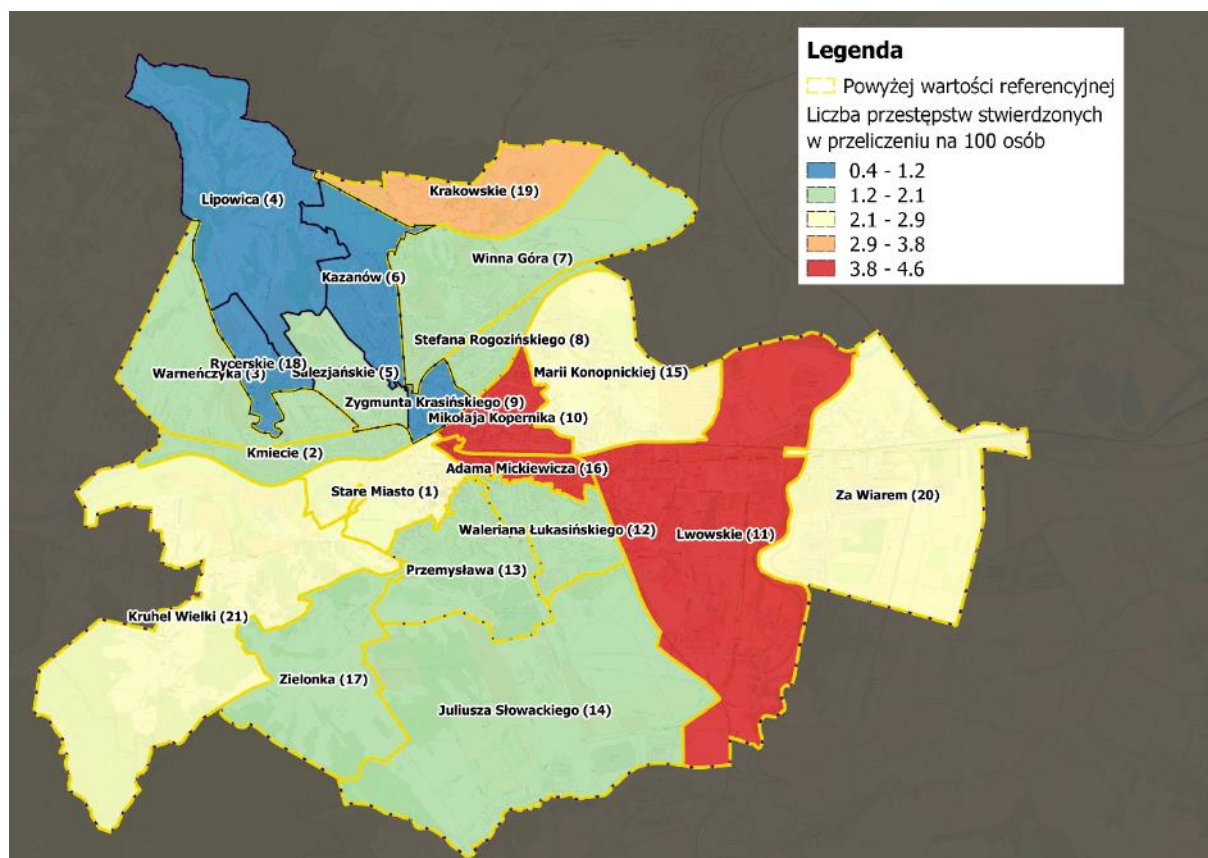 Legenda
Powyżej wartości referencyjnej
Liczba przestępstw stwierdzonych
w przeliczeniu na 100 osób
0.4 - 1.2
1.2 - 2.1
2.1 - 2.9
2.9 - 3.8
3.8 - 4.6
Krakowskie (19)
Lipowica (4)
Winna Góra (7)
Kazanów (6)
Stefana Rogozińskiego (8)
Rycerskie (18)
Warneńczyka (3)
Salezjańskie (5)
Marii Konopnickiej (15)
Zygmunta Krasińskiego (9)
Mikołaja Kopernika (10)
Kmiecie (2)
Adama Mickiewicza (16)
Stare Miasto (1)
Za Wiarem (20)
Waleriana Łukasińskiego (12)
Lwowskie (11)
Przemysława (13)
Kruhel Wielki (21)
Zielonka (17)
Juliusza Słowackiego (14)